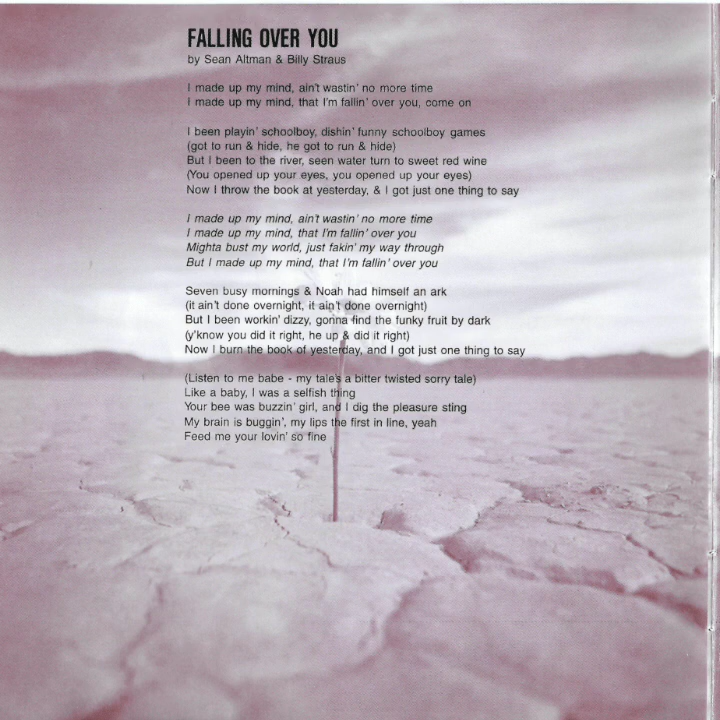 FALLING OVER YOU
by Sean Altman & Billy Straus
I made up my mind, ain't wastin' no more time
I made up my mind, that I'm fallin' over you, come on
I been playin' schoolboy, dishin' funny schoolboy games
(got to run & hide, he got to run & hide)
But I been to the river, seen water turn to sweet red wine
(You opened up your eyes, you opened up your eyes)
Now I throw the book at yesterday, & I got just one thing to say
I made up my mind, ain't wastin' no more time
I made up my mind, that I'm fallin' over you
Mighta bust my world, just fakin' my way through
But I made up my mind, that I'm fallin' over you
Seven busy mornings & Noah had himself an ark
(it ain't done overnight, it ain't done overnight)
But I been workin' dizzy, gonna find the funky fruit by dark
(y'know you did it right, he up & did it right)
Now I burn the book of yesterday, and I got just one thing to say
(Listen to me babe - my tale's a bitter twisted sorry tale)
Like a baby, I was a selfish thing
Your bee was buzzin' girl, and I dig the pleasure sting
My brain is buggin', my lips the first in line, yeah
Feed me your lovin' so fine